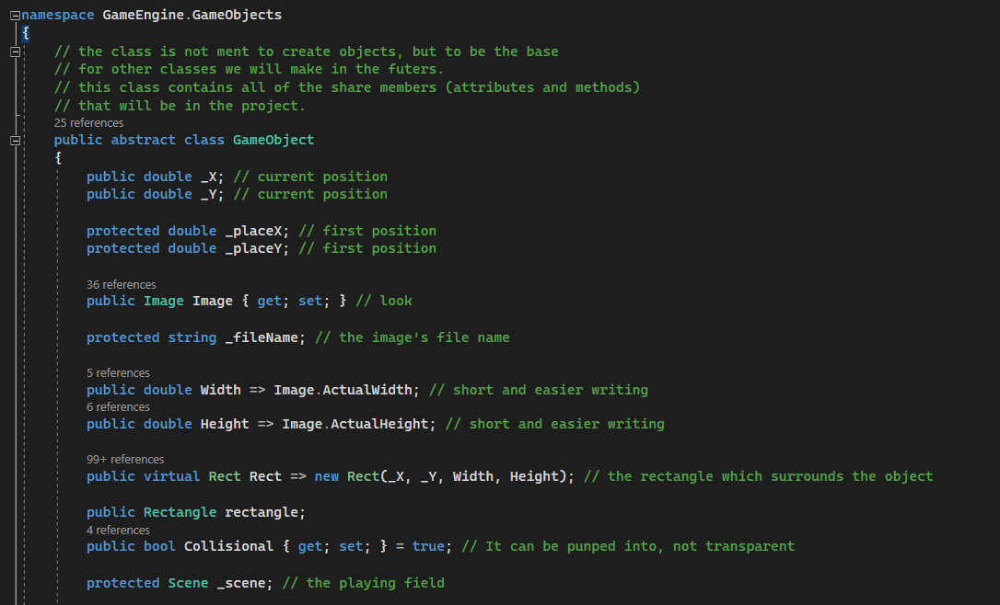 namespace GameEngine.GameObjects
{
// the class is not ment to create objects, but to be the base
// for other classes we will make in the futers.
// this class contains all of the share members (attributes and methods)
// that will be in the project.
25 references
public abstract class GameObject
{
public double _X; // current position
public double _Y; // current position
protected double _placeX; // first position
protected double _placeY; // first position
36 references
public Image Image { get; set; } // look
protected string _fileName; // the image's file name
5 references
public double Width => Image.ActualWidth; // short and easier writing
6 references
public double Height => Image.ActualHeight; // short and easier writing
99+ references
public virtual Rect Rect => new Rect(_X, _Y, Width, Height); // the rectangle which surrounds the object
public Rectangle rectangle;
4 references
public bool Collisional { get; set; } = true; // It can be punped into, not transparent
protected Scene _scene; // the playing field